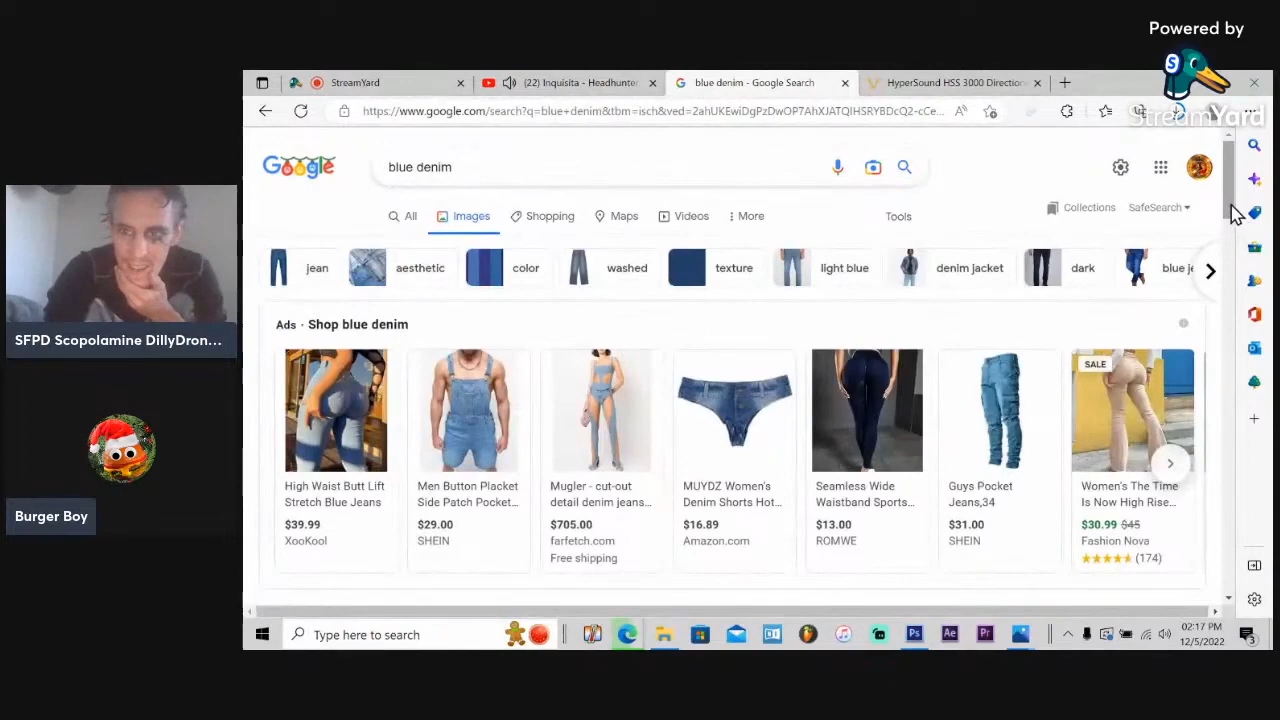 Powered by
StreamYard
StreamYard
(22) Inquisita - Headhunter
blue denim - Google Search
HyperSound HSS 3000 Direction
https://www.google.com/search?q=blue+denim&tbm=isch&ved=2ahUKEwiDgPzDwOP7AhXJATQIHSRYBDcQ2-cCe...
Google
blue denim
All
Images
Shopping
Maps
Videos
More
Tools
Collections
SafeSearch
jean
aesthetic
color
washed
texture
light blue
denim jacket
dark
blue je
Ads · Shop blue denim
SALE
High Waist Butt Lift
Stretch Blue Jeans
$39.99
XooKool
Men Button Placket
Side Patch Pocket...
$29.00
SHEIN
Mugler - cut-out
detail denim jeans...
$705.00
farfetch.com
Free shipping
MUYDZ Women's
Denim Shorts Hot...
$16.89
Amazon.com
Seamless Wide
Waistband Sports...
$13.00
ROMWE
Guys Pocket
Jeans,34
$31.00
SHEIN
Women's The Time
Is Now High Rise...
$30.99 $45
Fashion Nova
(174)
SFPD Scopolamine DillyDron...
Burger Boy
Type here to search
Ps
Ae
Pr
02:17 PM
12/5/2022
3